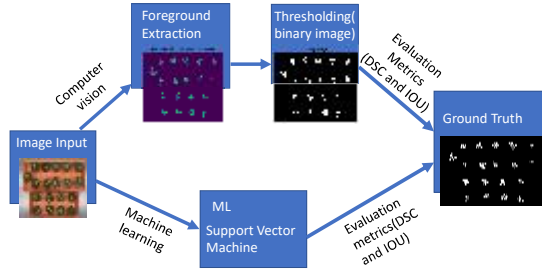 Foreground
Extraction
Thresholding(
binary image)
Computer
vision
Evaluation
Metrics
(DSC and IOU)
Image Input
Ground Truth
Machine
learning
ML
Support Vector
Machine
Evaluation
metrics(DSC
and IOU)